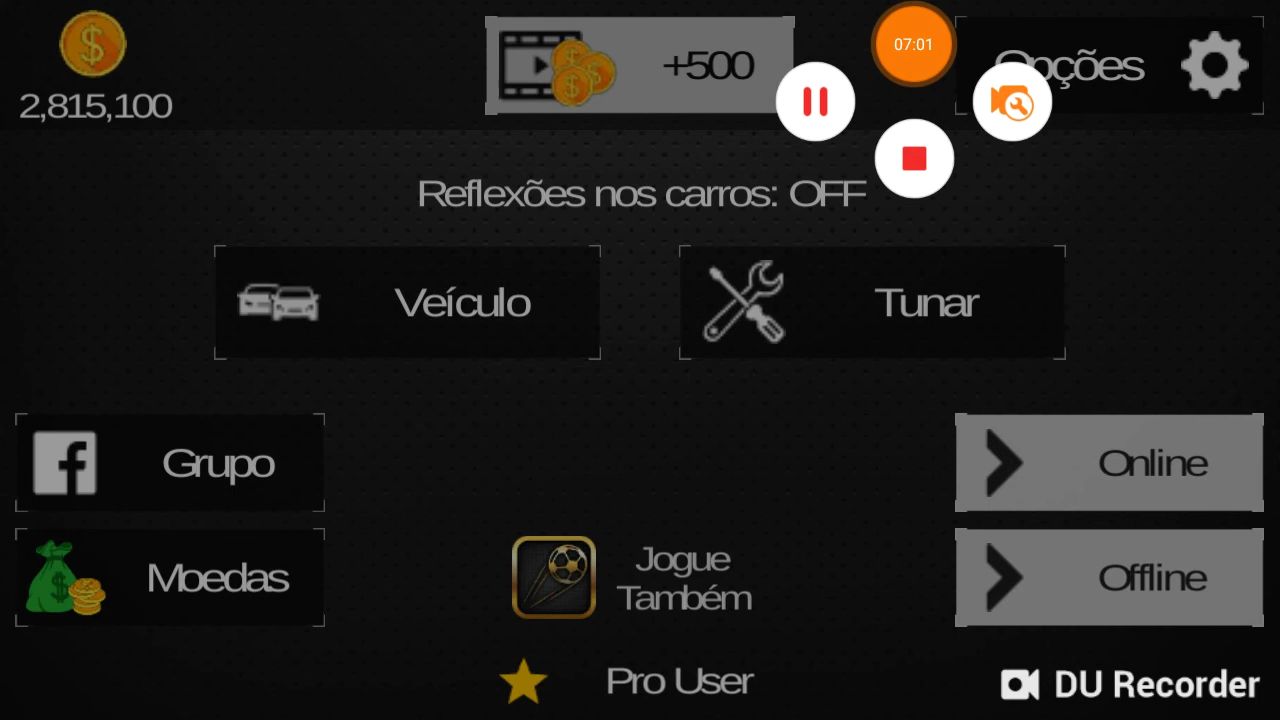 2,815,100
+500
07:01
Opções
Reflexões nos carros: OFF
Veículo
Tunar
Grupo
Online
Moedas
Jogue
Também
Offline
Pro User
DU Recorder